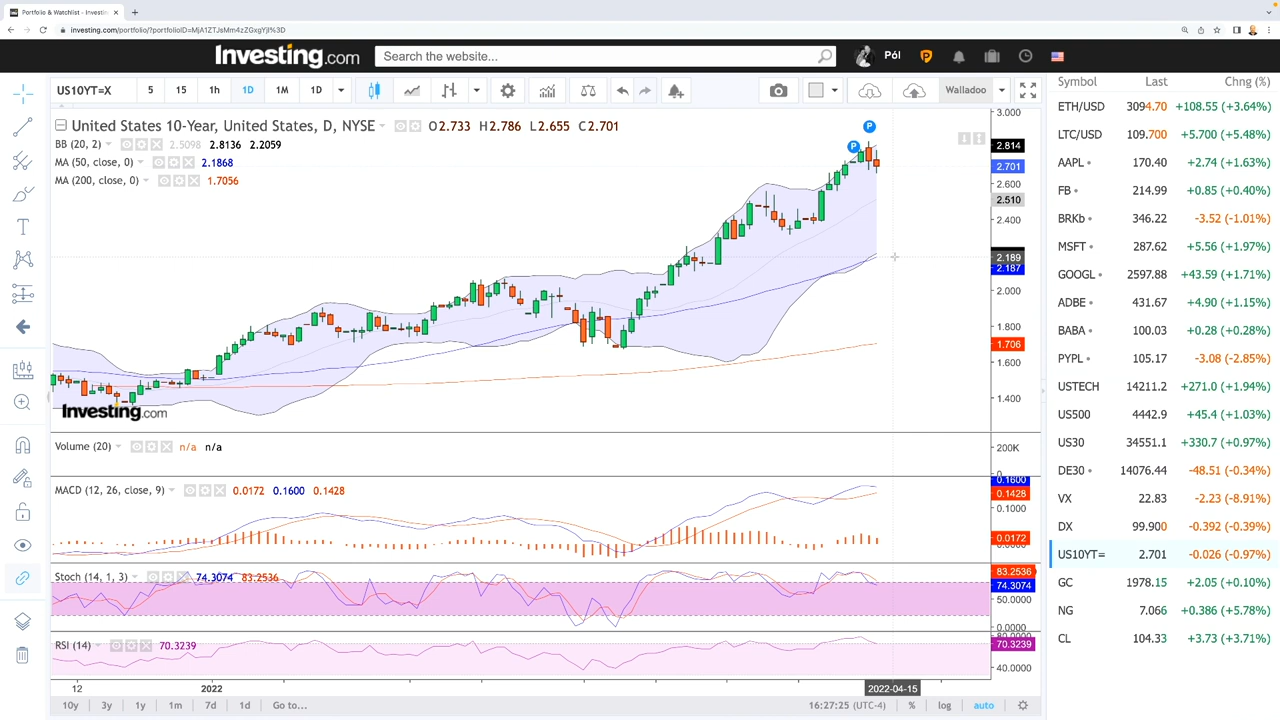 Portfolio & Watchlist - Investin
investing.com/portfolio/?portfolioID=MjA1ZTJsMm4zZGxgYjI%3D
Investing.com
Search the website...
Pól
US10YT=X 5 15 1h 1D 1M 1D
Walladoo
United States 10-Year, United States, D, NYSE O2.733 H2.786 L2.655 C2.701
BB (20, 2) 2.5098 2.8136 2.2059
MA (50, close, 0) 2.1868
MA (200, close, 0) 1.7056
P
P
3.000
2.814
2.701
2.600
2.510
2.400
2.189
2.187
2.000
1.800
1.706
1.600
1.400
Investing.com
Volume (20) n/a n/a
200K
0
MACD (12, 26, close, 9) 0.0172 0.1600 0.1428
0.1600
0.1428
0.1000
0.0172
Stoch (14, 1, 3) 74.3074 83.2536
83.2536
74.3074
50.0000
0.0000
RSI (14) 70.3239
80.0000
70.3239
40.0000
12 2022 2022-04-15
10y 3y 1y 1m 7d 1d Go to... 16:27:25 (UTC-4) % log auto
Symbol Last Chng (%)
ETH/USD 3094.70 +108.55 (+3.64%)
LTC/USD 109.700 +5.700 (+5.48%)
AAPL 170.40 +2.74 (+1.63%)
FB 214.99 +0.85 (+0.40%)
BRKb 346.22 -3.52 (-1.01%)
MSFT 287.62 +5.56 (+1.97%)
GOOGL 2597.88 +43.59 (+1.71%)
ADBE 431.67 +4.90 (+1.15%)
BABA 100.03 +0.28 (+0.28%)
PYPL 105.17 -3.08 (-2.85%)
USTECH 14211.2 +271.0 (+1.94%)
US500 4442.9 +45.4 (+1.03%)
US30 34551.1 +330.7 (+0.97%)
DE30 14076.44 -48.51 (-0.34%)
VX 22.83 -2.23 (-8.91%)
DX 99.900 -0.392 (-0.39%)
US10YT= 2.701 -0.026 (-0.97%)
GC 1978.15 +2.05 (+0.10%)
NG 7.066 +0.386 (+5.78%)
CL 104.33 +3.73 (+3.71%)